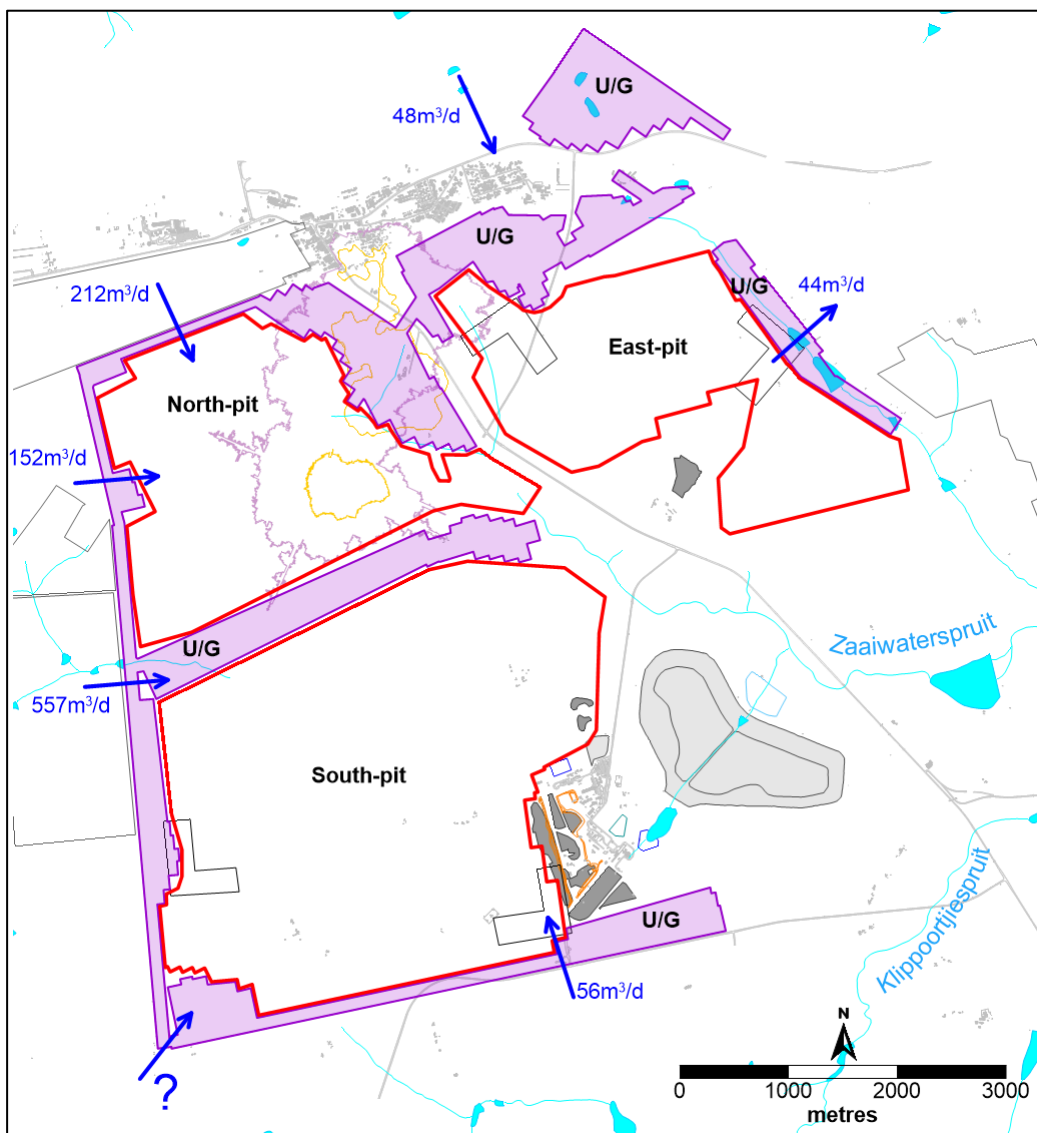 U/G
48m³/d
U/G
212m³/d
U/G
44m³/d
East-pit
North-pit
152m³/d
Zaaiwaterspruit
U/G
557m³/d
South-pit
Klippoortjiespruit
U/G
56m³/d
?
N
0 1000 2000 3000
metres